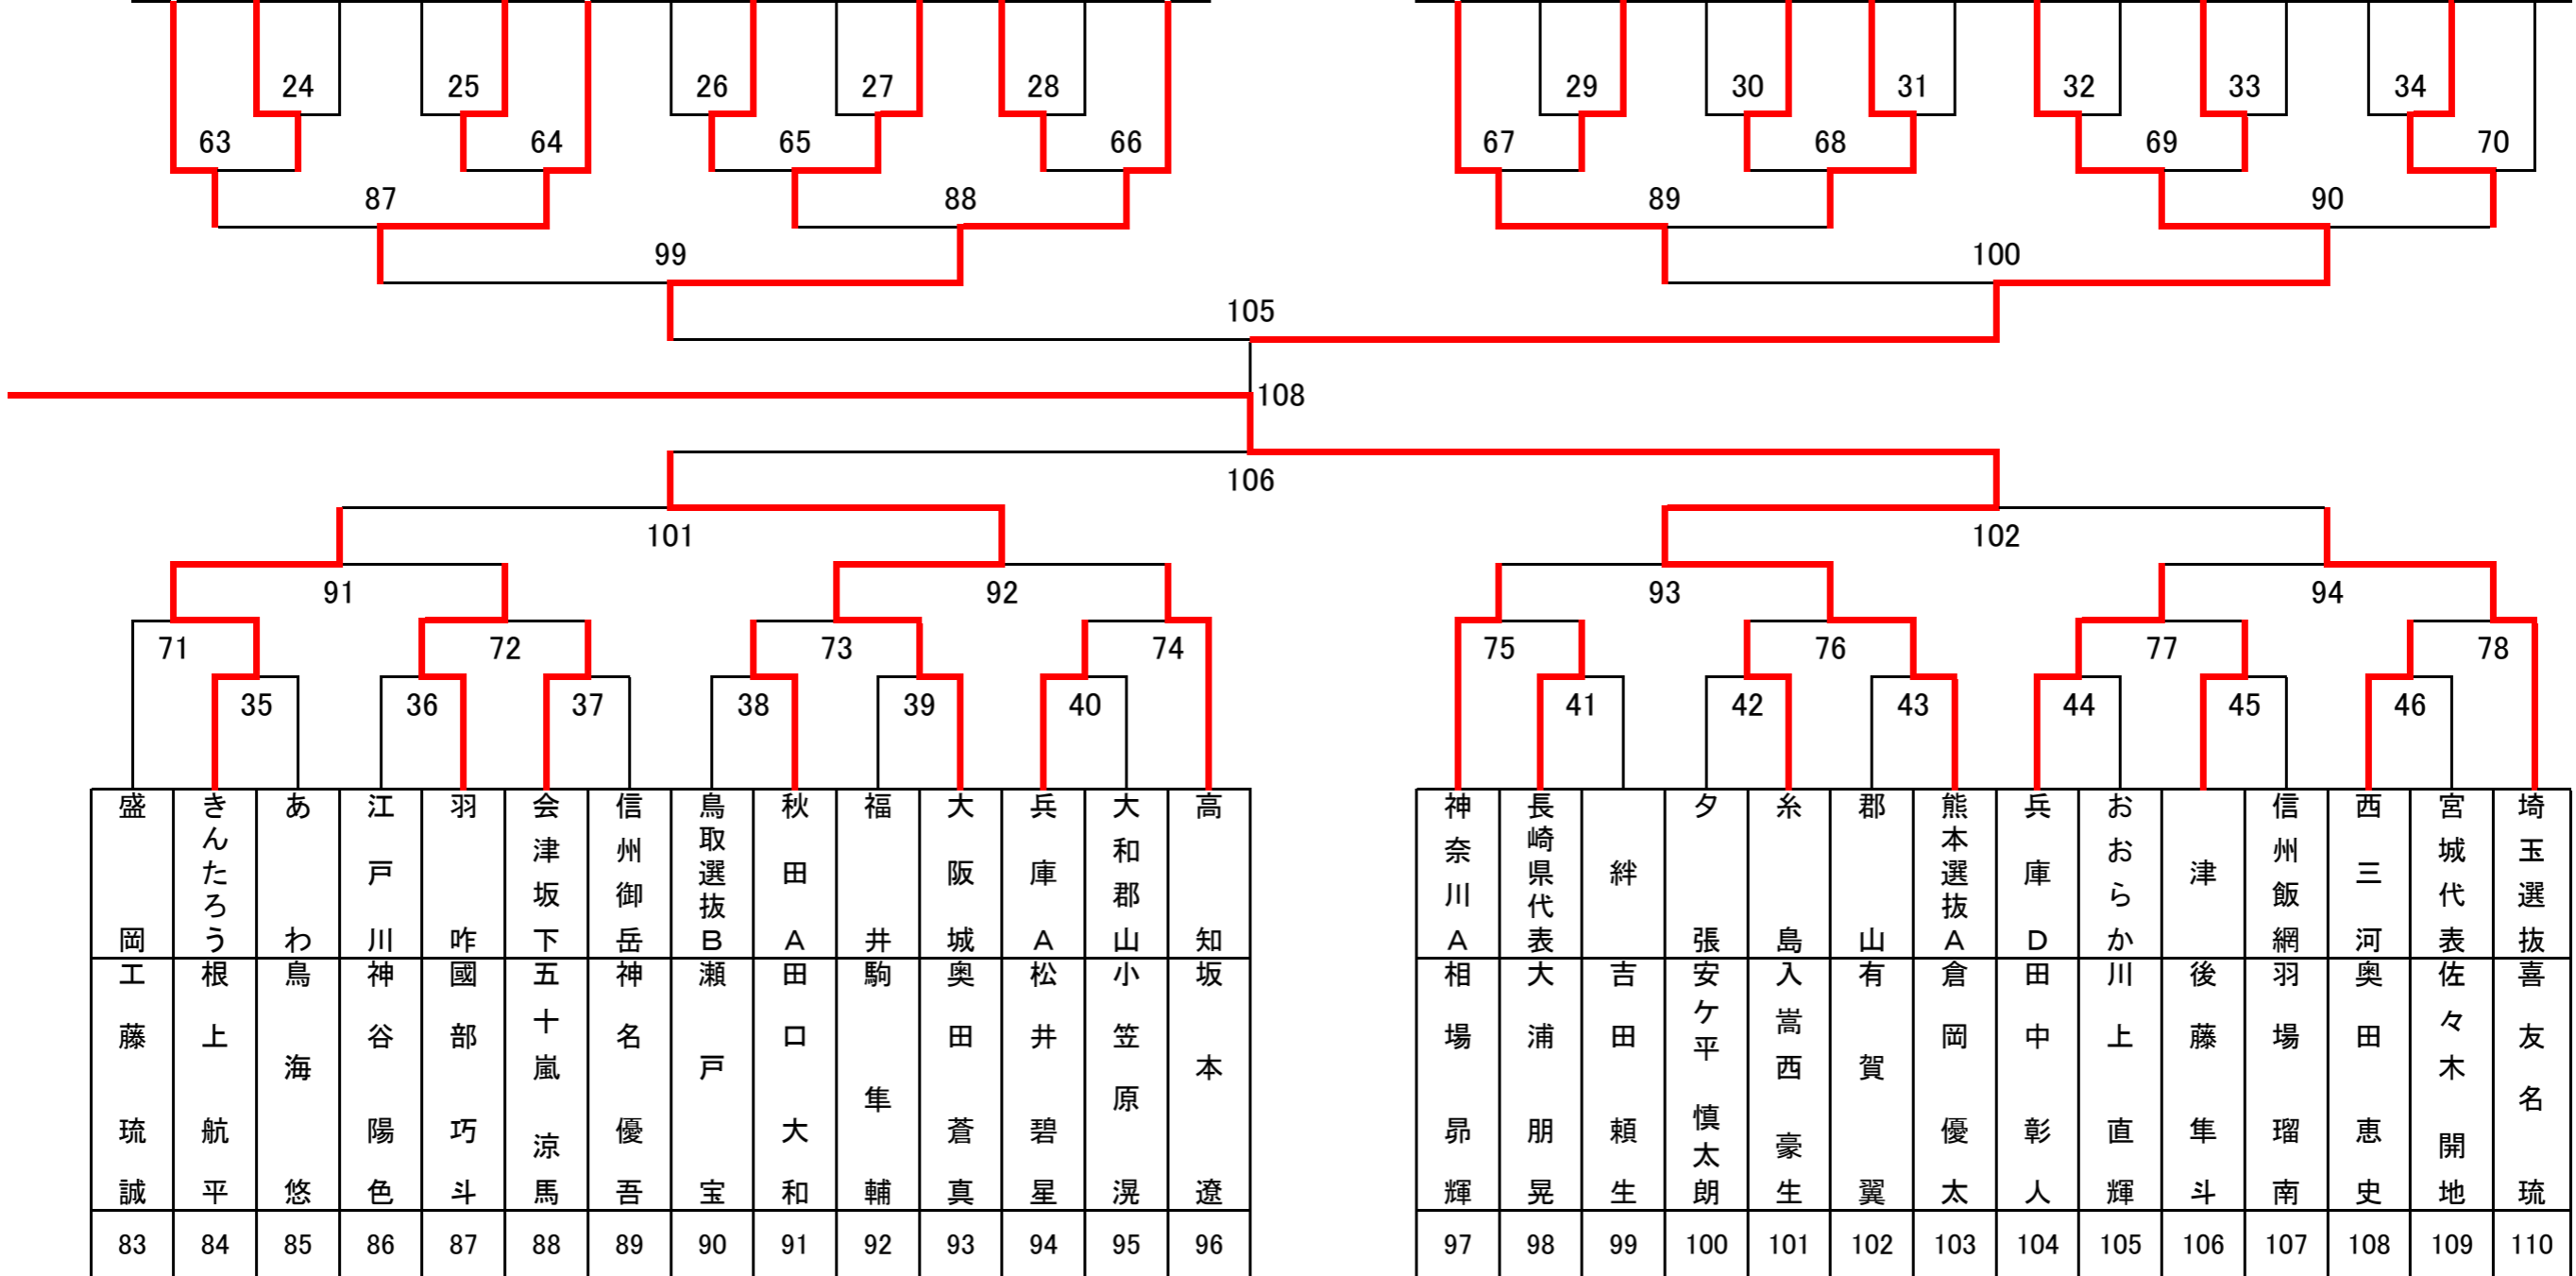 24 25 26 27 28 29 30 31 32 33 34
63 64 65 66 67 68 69 70
87 88 89 90
99 100
105
108
106
101 102
91 92 93 94
71 72 73 74 75 76 77 78
35 36 37 38 39 40 41 42 43 44 45 46
盛岡 きんたろう あわ 江戸川 羽咋 会津坂下 信州御岳 鳥取選抜B 秋田A 福井 大阪城 兵庫A 大和郡山 高知 神奈川A 長崎県代表 絆 夕張 糸島 郡山 熊本選抜A 兵庫D おおらか 津 信州飯綱 西三河 宮城代表 埼玉選抜
工藤琉誠 根上航平 鳥海悠 神谷陽色 國部巧斗 五十嵐涼馬 神名優吾 瀬戸宝 田口大和 駒隼輔 奥田蒼真 松井碧星 小笠原滉 坂本遼 相場昴輝 大浦朋晃 吉田頼生 安ケ平慎太朗 入嵩西豪生 有賀翼 倉岡優太 田中彰人 川上直輝 後藤隼斗 羽場瑠南 奥田恵史 佐々木開地 喜友名琉
83 84 85 86 87 88 89 90 91 92 93 94 95 96 97 98 99 100 101 102 103 104 105 106 107 108 109 110